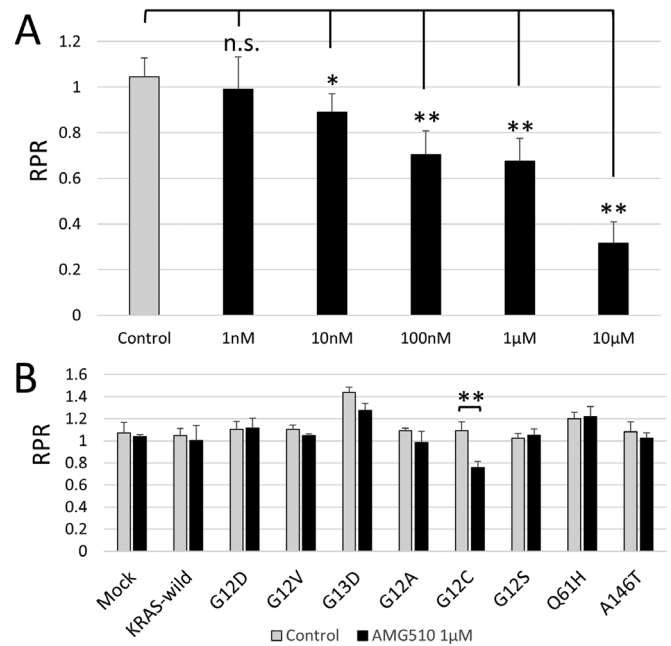 A
RPR
1.2
1
0.8
0.6
0.4
0.2
0
n.s.
*
**
**
**
Control 1nM 10nM 100nM 1μM 10μM
B
RPR
1.6
1.4
1.2
1
0.8
0.6
0.4
0.2
0
**
Mock KRAS-wild G12D G12V G13D G12A G12C G12S Q61H A146T
Control AMG510 1μM